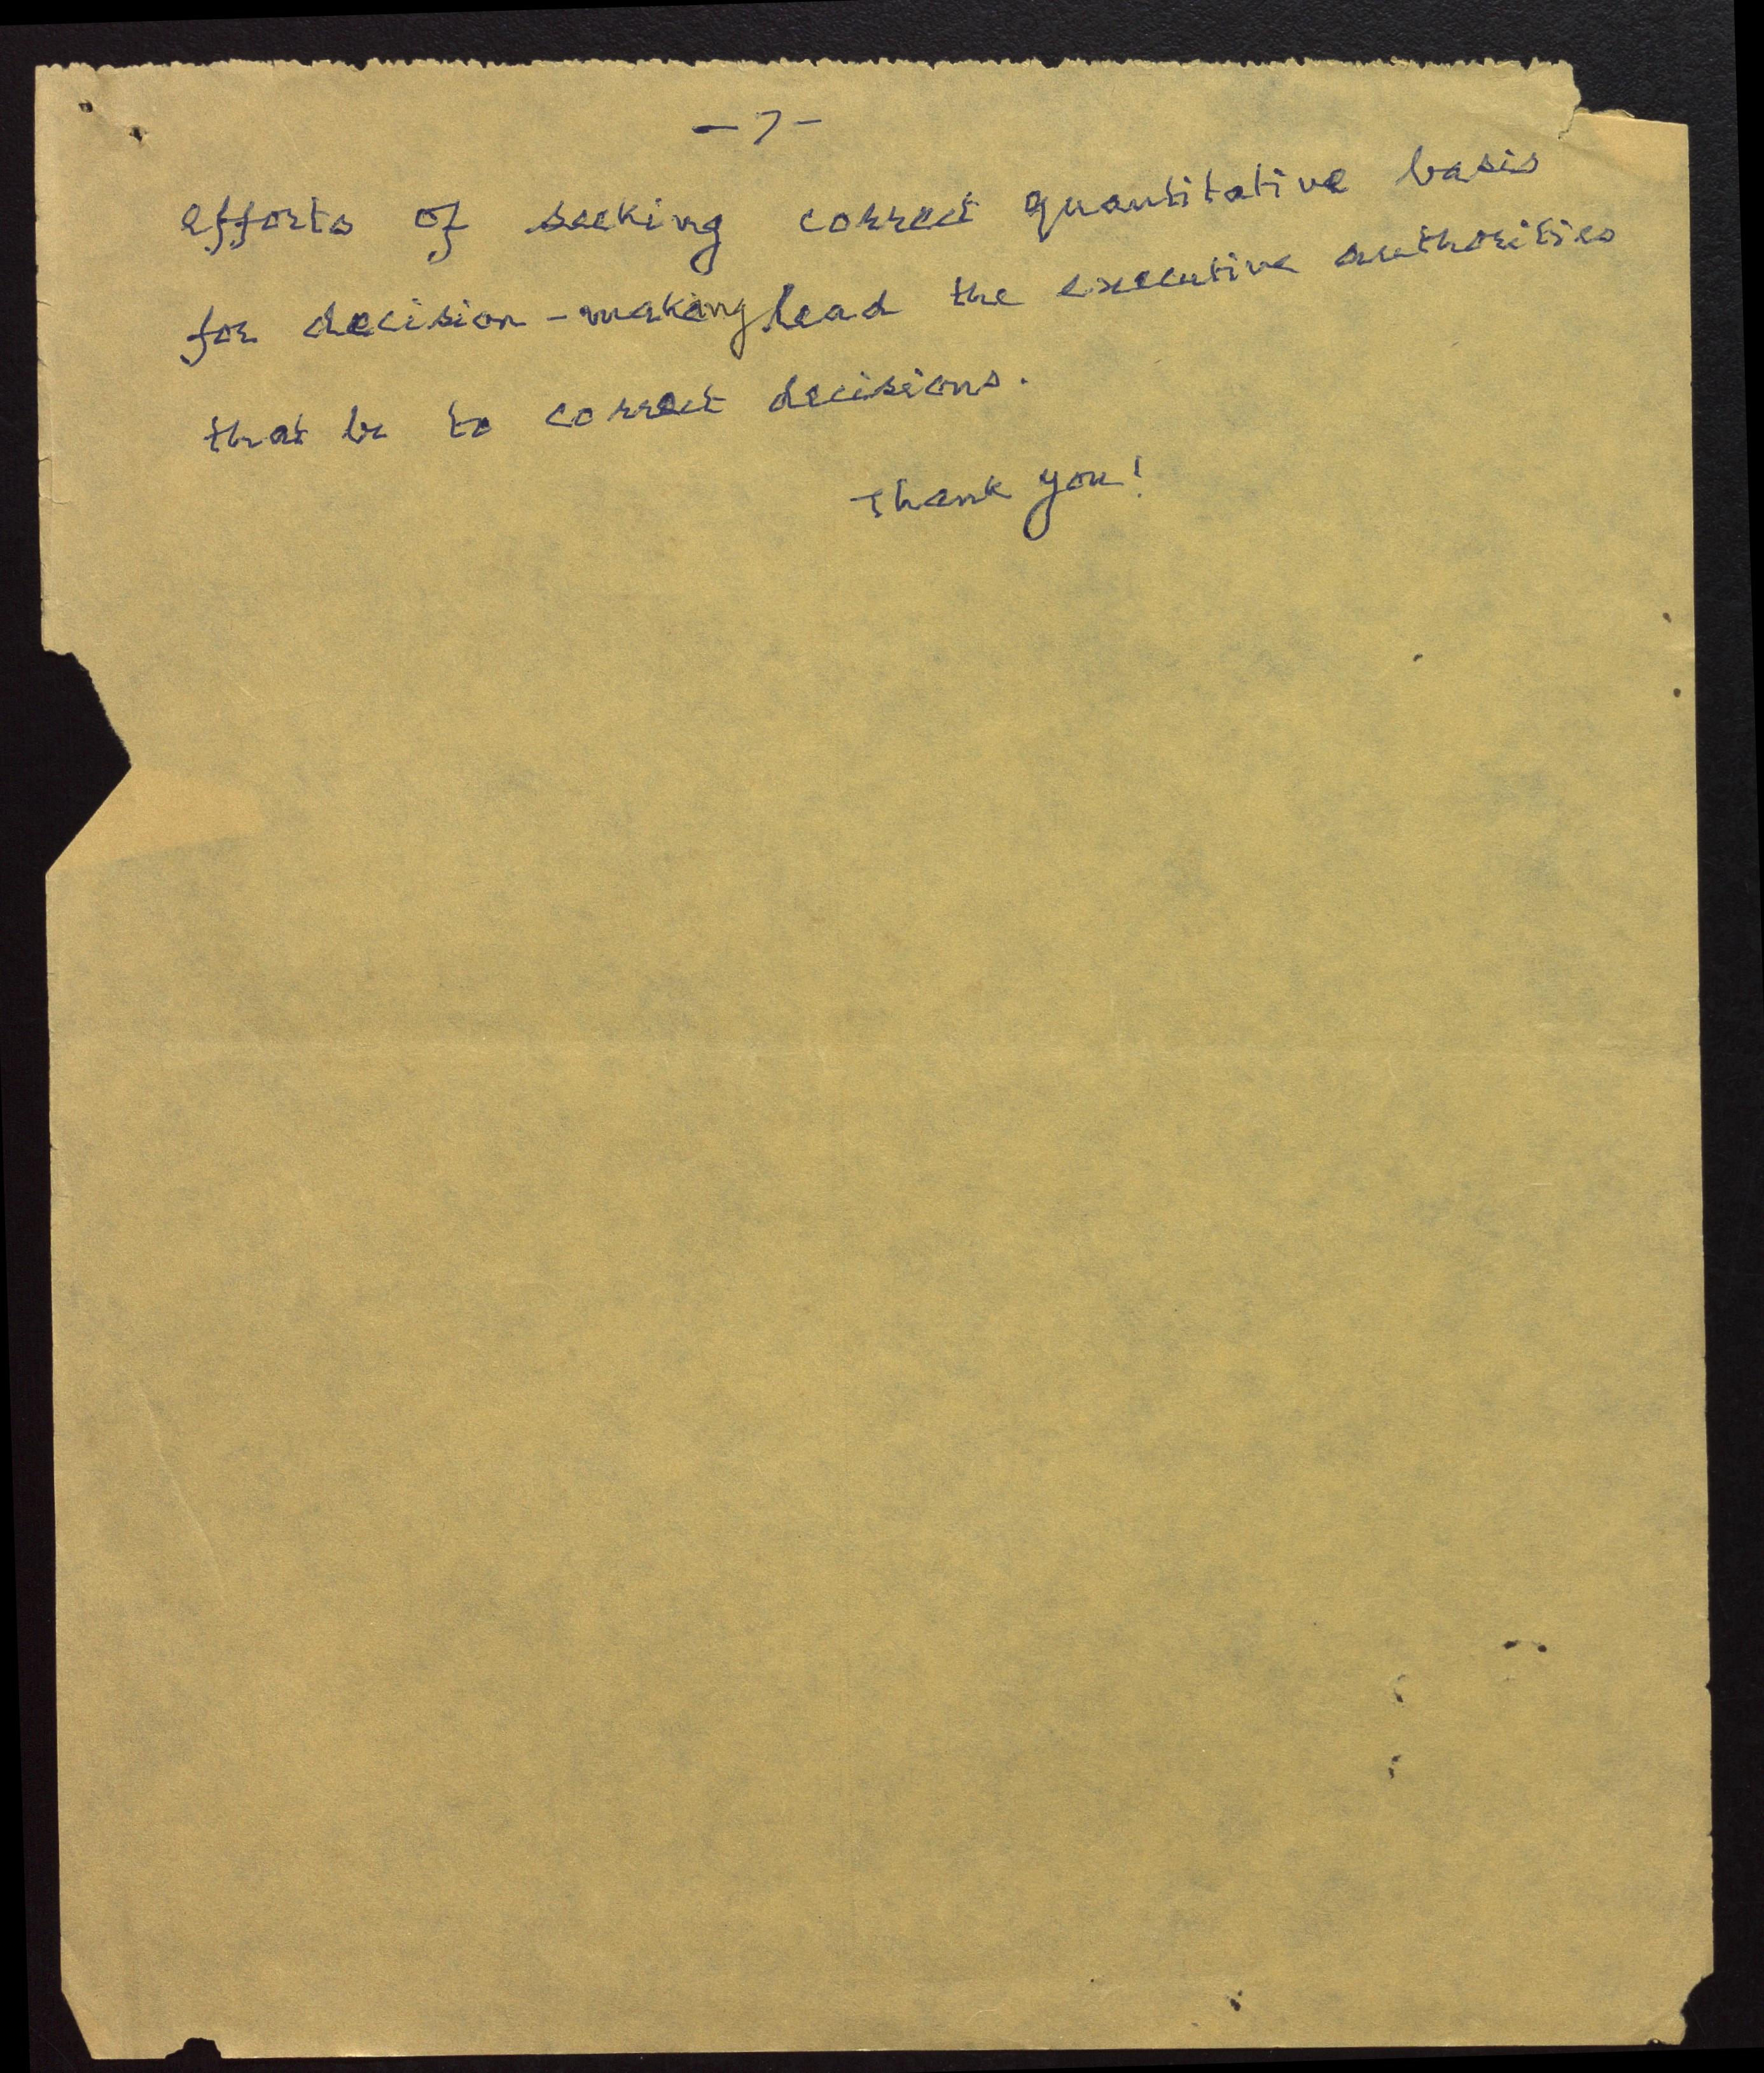 - 7 -
efforts of seeking correct quantitative basis
for decision-making lead the executive authorities
that be to correct decisions.
Thank you!